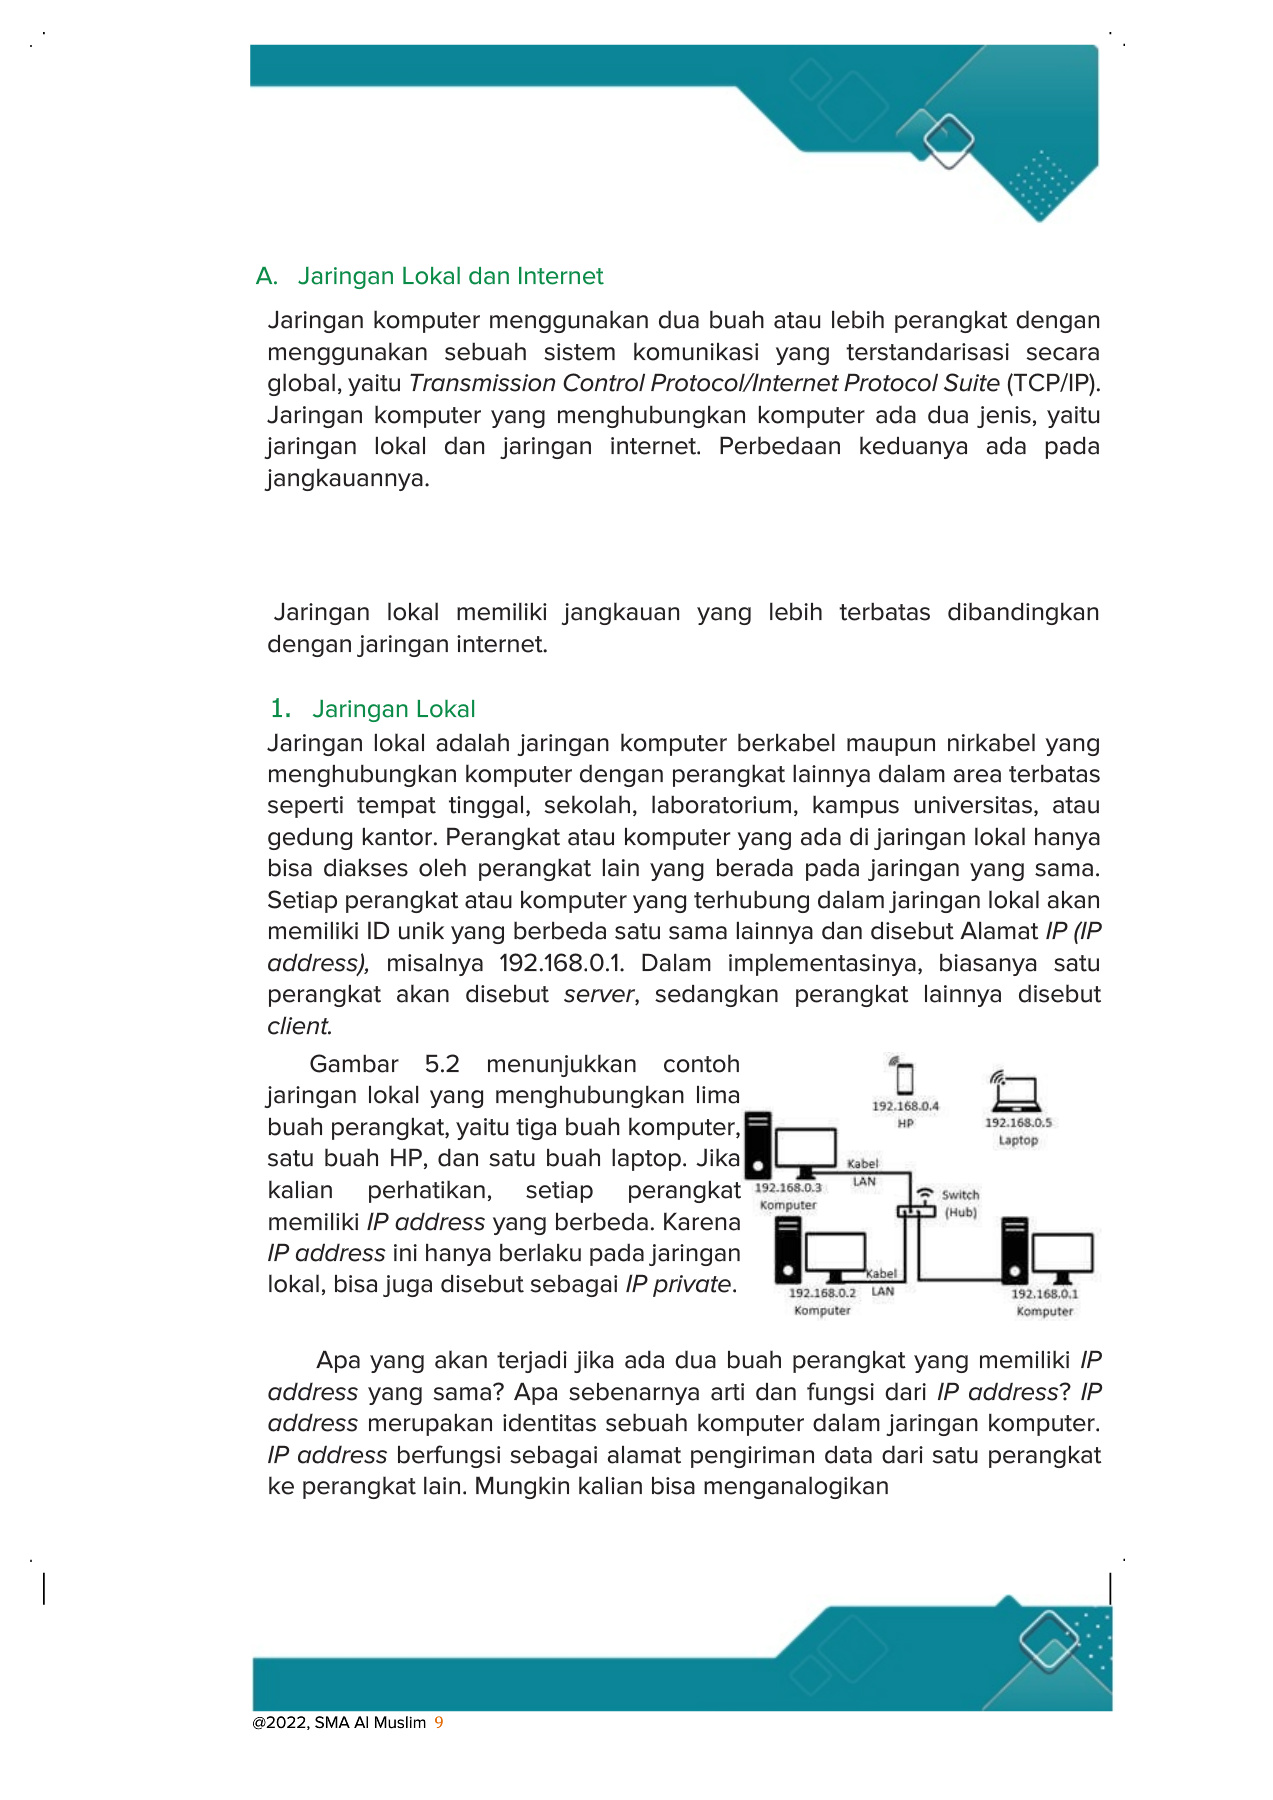 A. Jaringan Lokal dan Internet
Jaringan komputer menggunakan dua buah atau lebih perangkat dengan
menggunakan sebuah sistem komunikasi yang terstandarisasi secara
global, yaitu Transmission Control Protocol/Internet Protocol Suite (TCP/IP).
Jaringan komputer yang menghubungkan komputer ada dua jenis, yaitu
jaringan lokal dan jaringan internet. Perbedaan keduanya ada pada
jangkauannya.
Jaringan lokal memiliki jangkauan yang lebih terbatas dibandingkan
dengan jaringan internet.
1. Jaringan Lokal
Jaringan lokal adalah jaringan komputer berkabel maupun nirkabel yang
menghubungkan komputer dengan perangkat lainnya dalam area terbatas
seperti tempat tinggal, sekolah, laboratorium, kampus universitas, atau
gedung kantor. Perangkat atau komputer yang ada di jaringan lokal hanya
bisa diakses oleh perangkat lain yang berada pada jaringan yang sama.
Setiap perangkat atau komputer yang terhubung dalam jaringan lokal akan
memiliki ID unik yang berbeda satu sama lainnya dan disebut Alamat IP (IP
address), misalnya 192.168.0.1. Dalam implementasinya, biasanya satu
perangkat akan disebut server, sedangkan perangkat lainnya disebut
client.
Gambar 5.2 menunjukkan contoh
jaringan lokal yang menghubungkan lima
buah perangkat, yaitu tiga buah komputer,
satu buah HP, dan satu buah laptop. Jika
kalian perhatikan, setiap perangkat
memiliki IP address yang berbeda. Karena
IP address ini hanya berlaku pada jaringan
lokal, bisa juga disebut sebagai IP private.
192.168.0.4
HP
192.168.0.5
Laptop
Kabel
LAN
192.168.0.3
Komputer
Switch
(Hub)
Kabel
LAN
192.168.0.2
Komputer
192.168.0.1
Komputer
Apa yang akan terjadi jika ada dua buah perangkat yang memiliki IP
address yang sama? Apa sebenarnya arti dan fungsi dari IP address? IP
address merupakan identitas sebuah komputer dalam jaringan komputer.
IP address berfungsi sebagai alamat pengiriman data dari satu perangkat
ke perangkat lain. Mungkin kalian bisa menganalogikan
@2022, SMA Al Muslim 9